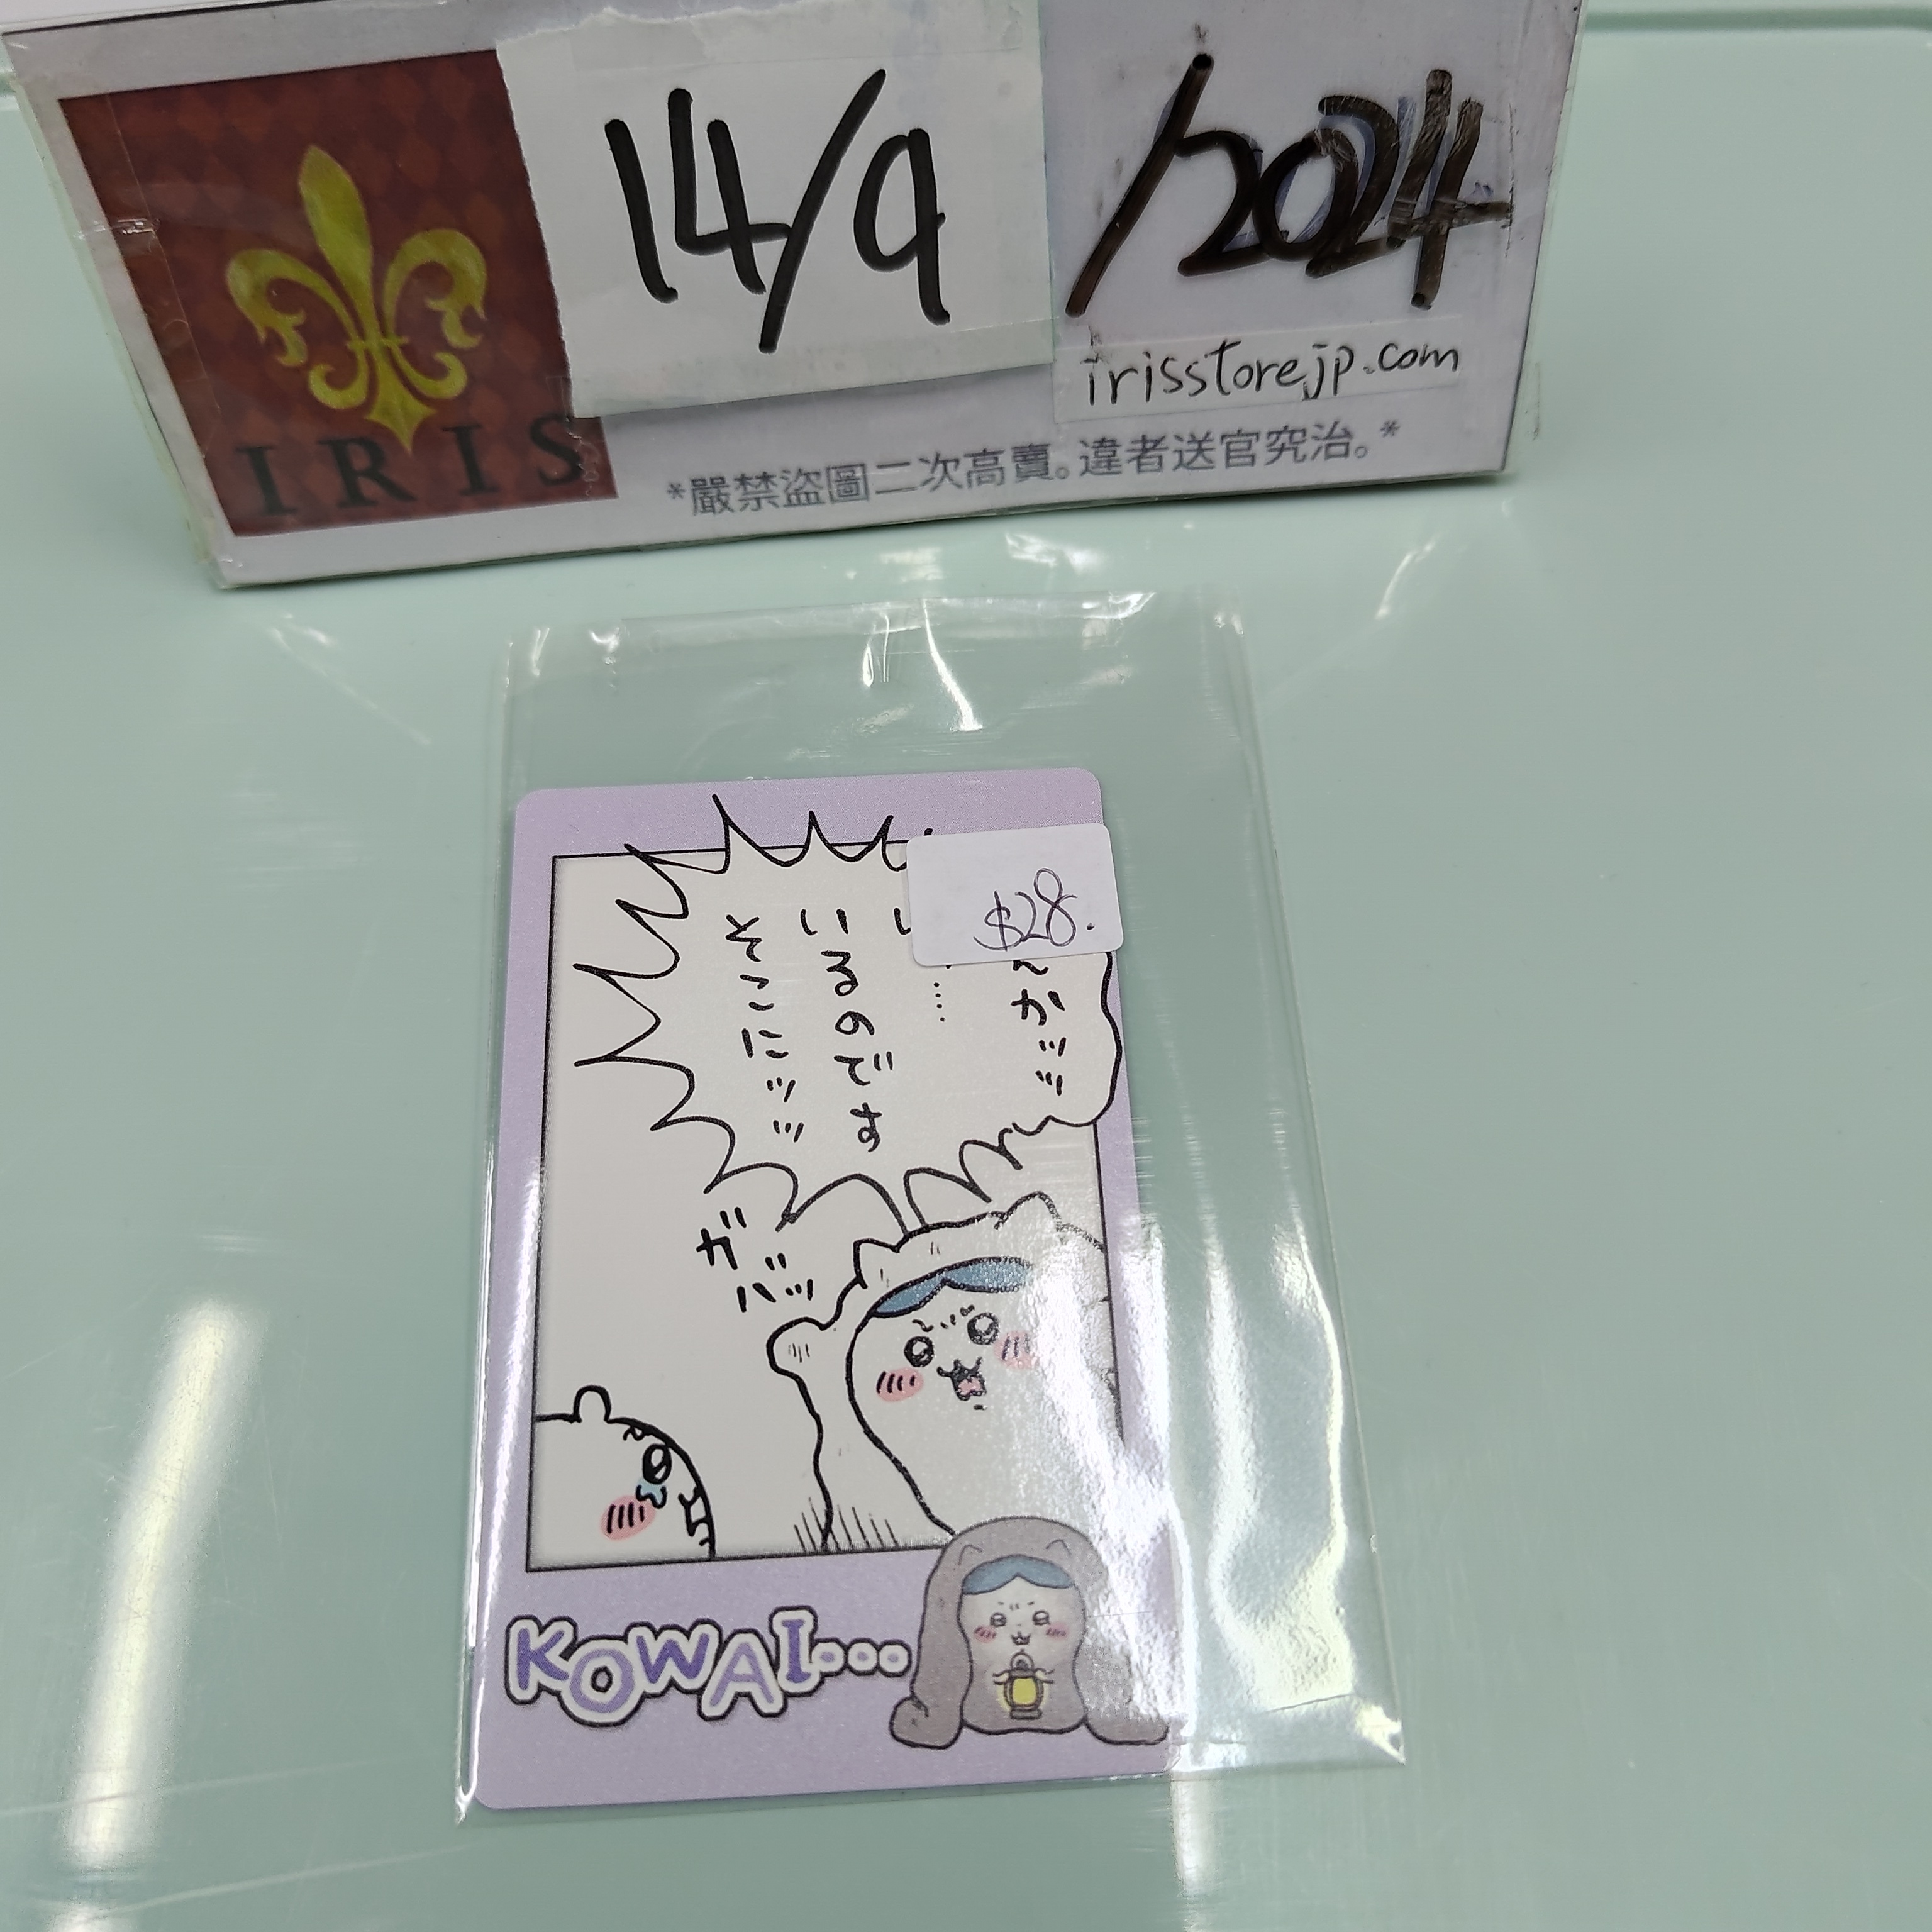 14/9
/2024
irisstorejp.com
IRIS
*嚴禁盜圖二次高賣。違者送官究治。*
$28.
かッッ
……
いるのです
そこにッッ
ガバッ
KOWAI...